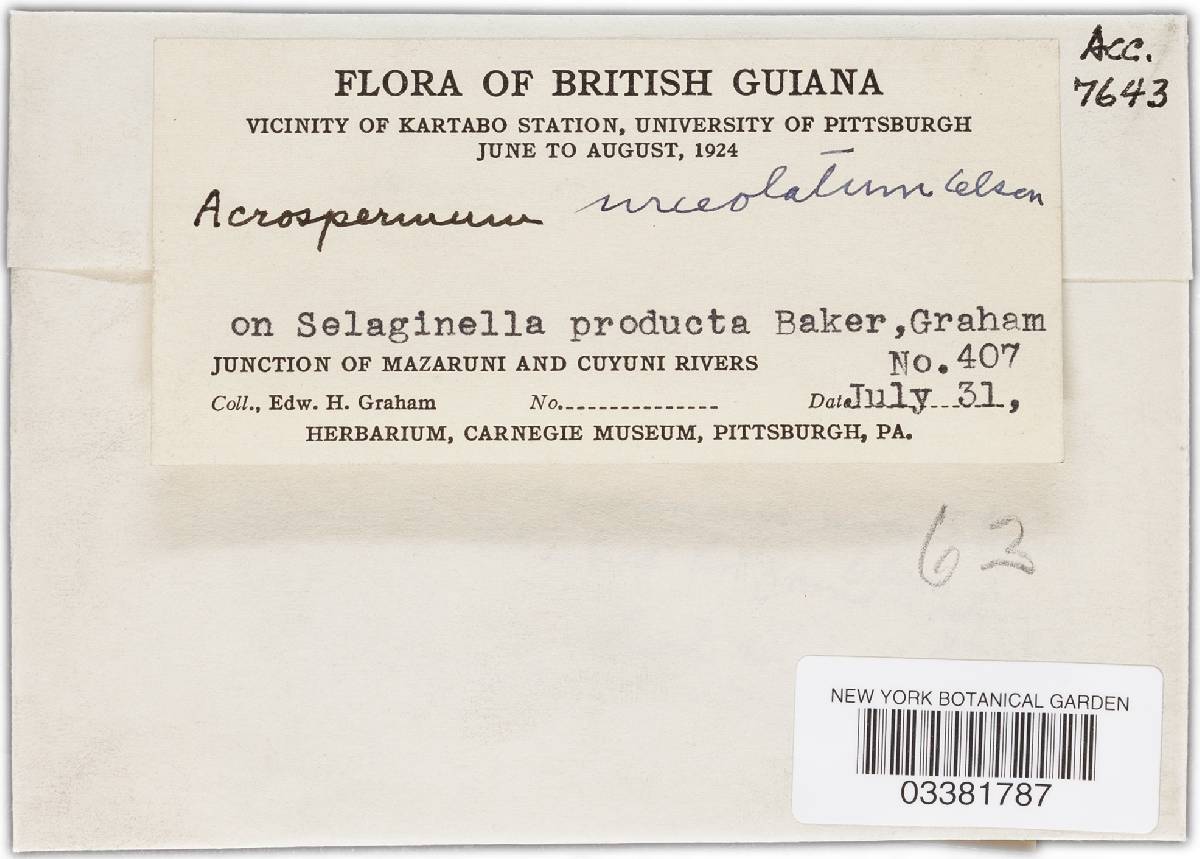 Acc.
7643
FLORA OF BRITISH GUIANA
VICINITY OF KARTABO STATION, UNIVERSITY OF PITTSBURGH
JUNE TO AUGUST, 1924
Acrospermum urceolatum
on Selaginella producta Baker, Graham
JUNCTION OF MAZARUNI AND CUYUNI RIVERS No. 407
Coll., Edw. H. Graham No. Date July 31,
HERBARIUM, CARNEGIE MUSEUM, PITTSBURGH, PA.
62
NEW YORK BOTANICAL GARDEN
03381787